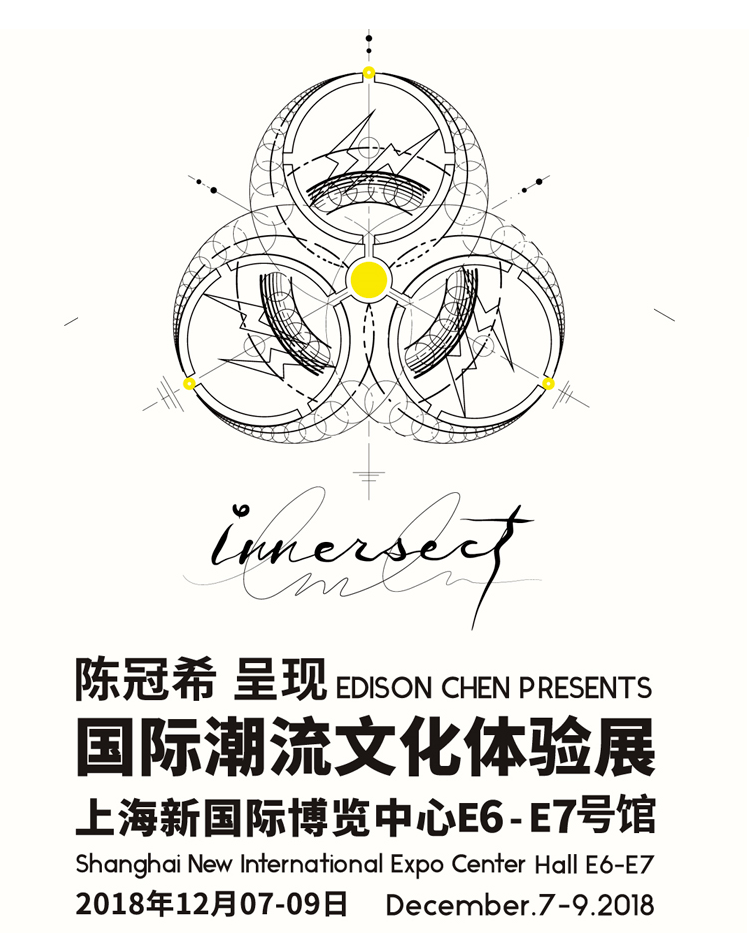 innersect
陈冠希 呈现 EDISON CHEN PRESENTS
国际潮流文化体验展
上海新国际博览中心E6-E7号馆
Shanghai New International Expo Center Hall E6-E7
2018年12月07-09日 December.7-9.2018